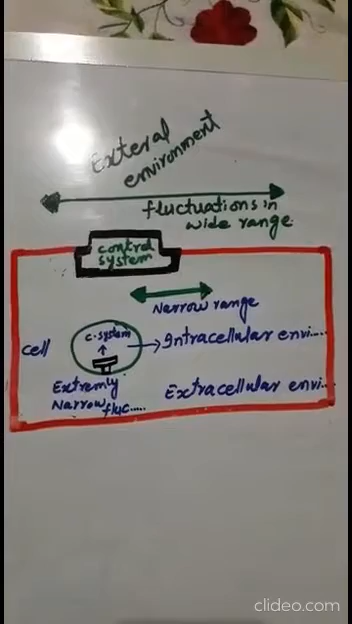 Exteral
environment
fluctuations in
wide range.
control
system
Narrow range
c-system
Intracellular envi.....
cell
Extremly
Narrow fluc.....
Extracellular envi...
clideo.com